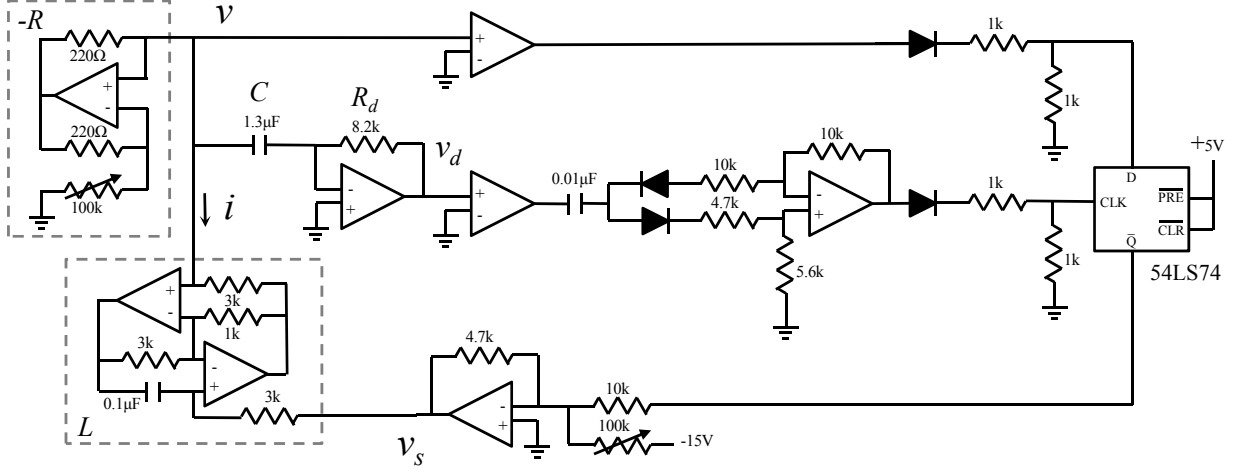 -R
v
220Ω
+
-
220Ω
100k
C
1.3μF
R_d
8.2k
-
+
v_d
+
-
+
-
0.01μF
10k
10k
4.7k
-
+
5.6k
1k
1k
1k
1k
+5V
D
CLK
PRE
CLR
Q̄
54LS74
i
+
-
3k
1k
3k
-
+
0.1μF
3k
L
v_s
4.7k
-
+
10k
100k
-15V